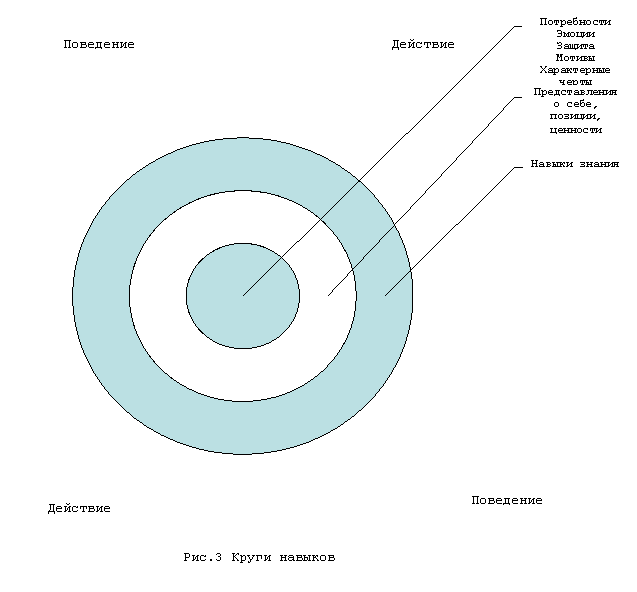 Поведение
Действие
Потребности
Эмоции
Защита
Мотивы
Характерные
черты
Представления
о себе,
позиции,
ценности
Навыки знания
Действие
Поведение
Рис.3 Круги навыков